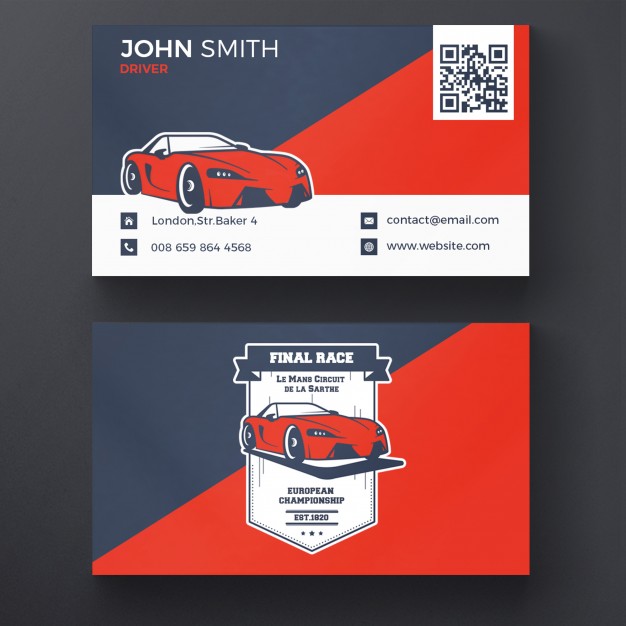 JOHN SMITH
DRIVER
London,Str.Baker 4
contact@email.com
008 659 864 4568
www.website.com
FINAL RACE
Le Mans Circuit
de la Sarthe
EUROPEAN
CHAMPIONSHIP
EST.1820